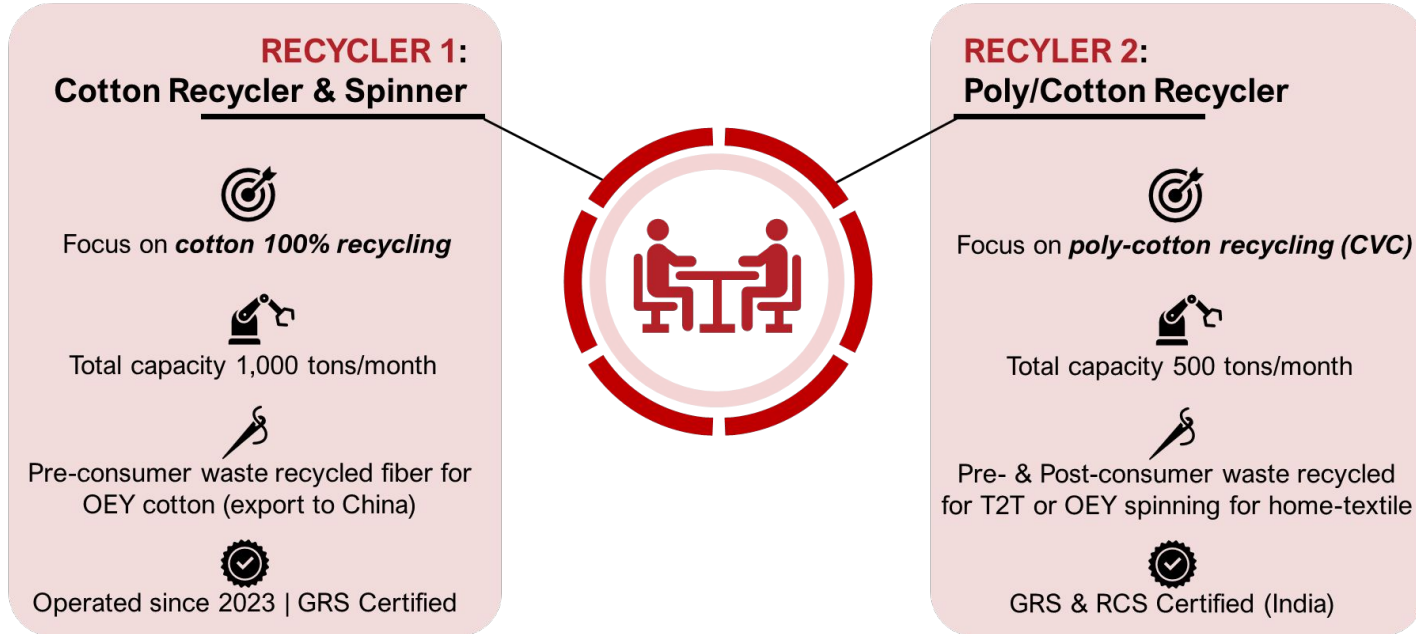 RECYCLER 1:
Cotton Recycler & Spinner
Focus on cotton 100% recycling
Total capacity 1,000 tons/month
Pre-consumer waste recycled fiber for
OEY cotton (export to China)
Operated since 2023 | GRS Certified
RECYLER 2:
Poly/Cotton Recycler
Focus on poly-cotton recycling (CVC)
Total capacity 500 tons/month
Pre- & Post-consumer waste recycled
for T2T or OEY spinning for home-textile
GRS & RCS Certified (India)